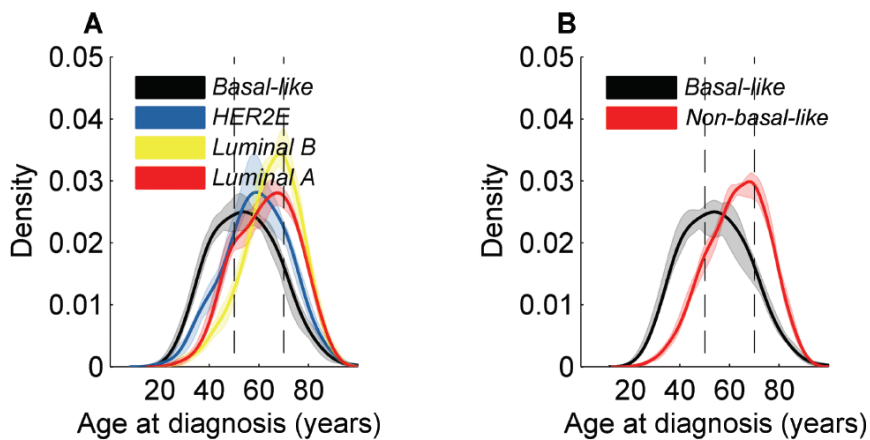 A
0.05
0.04
0.03
0.02
0.01
0
Density
Basal-like
HER2E
Luminal B
Luminal A
20 40 60 80
Age at diagnosis (years)
B
0.05
0.04
0.03
0.02
0.01
0
Density
Basal-like
Non-basal-like
20 40 60 80
Age at diagnosis (years)